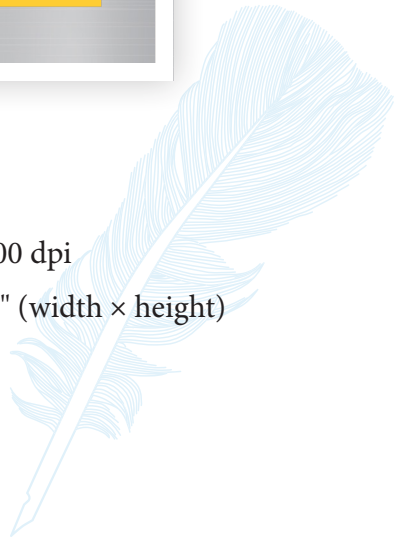 00 dpi
" (width × height)